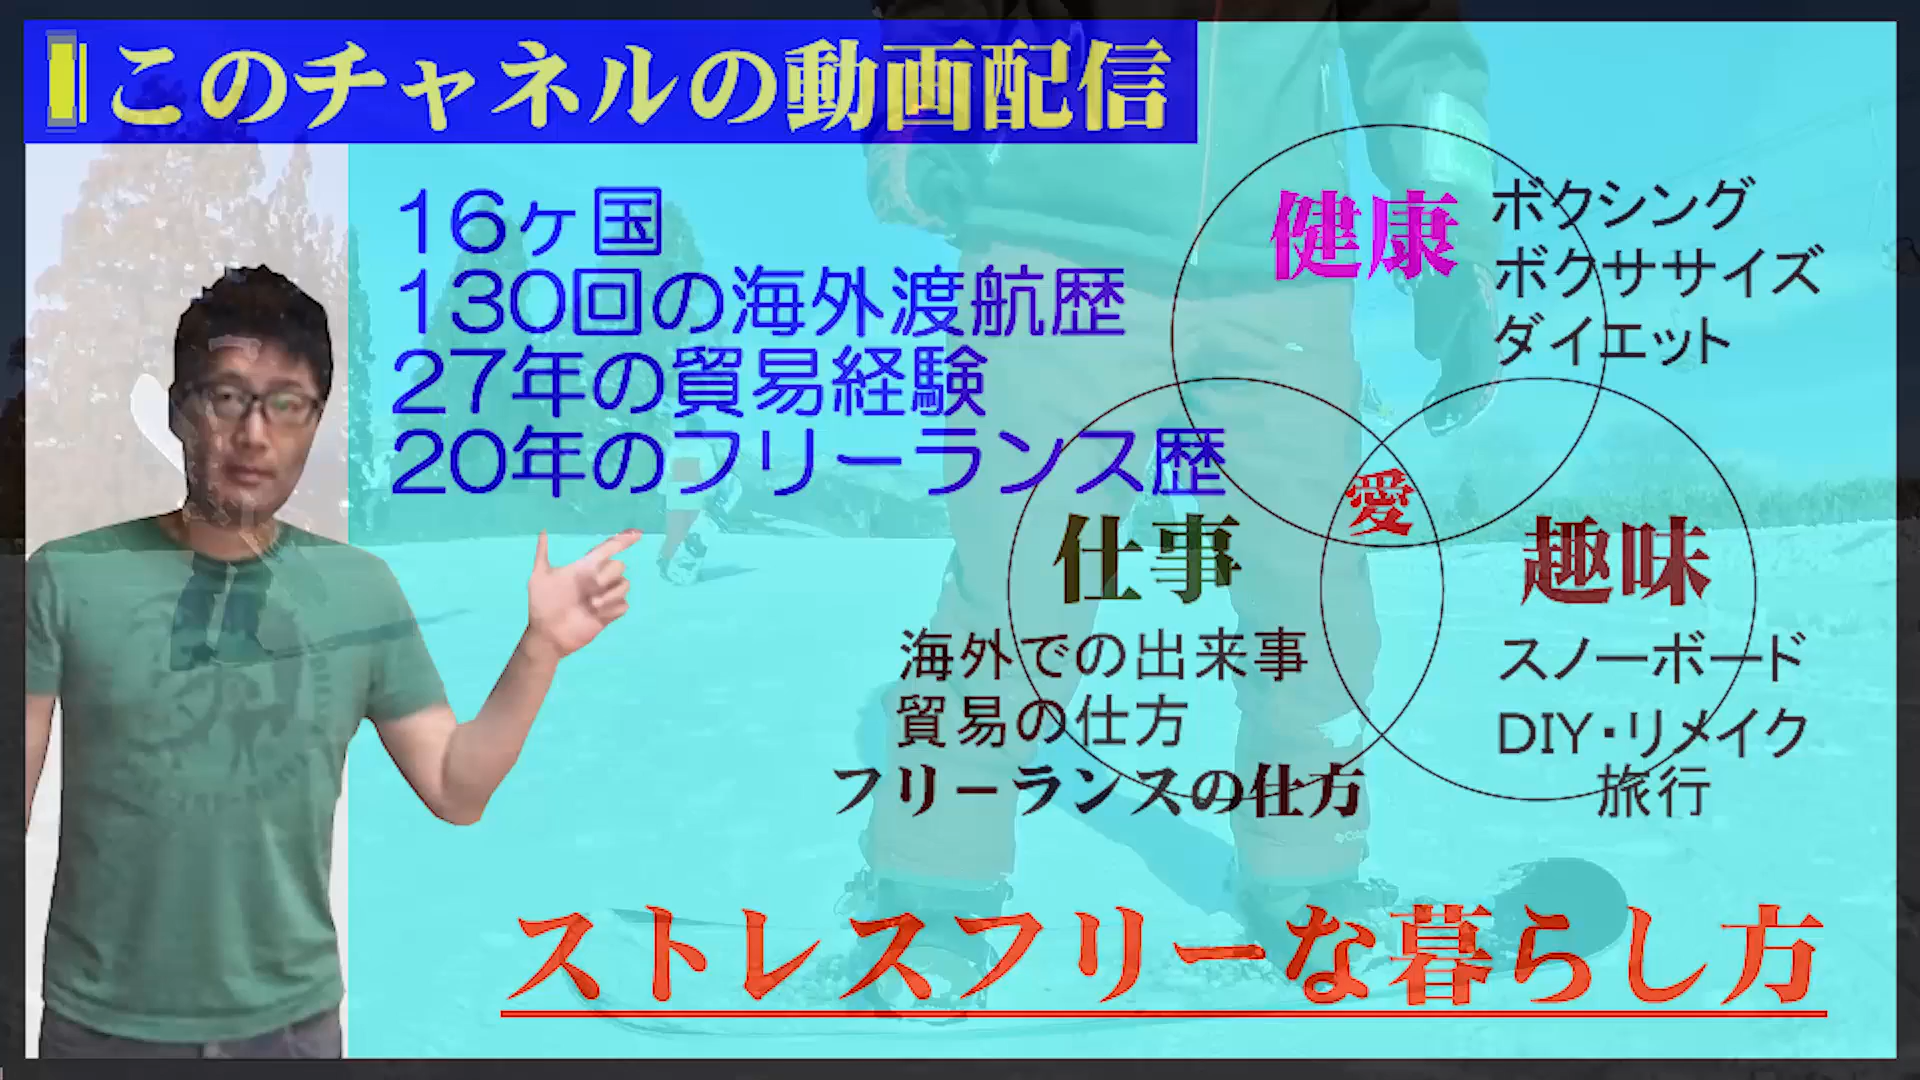 このチャネルの動画配信
16ヶ国
130回の海外渡航歴
27年の貿易経験
20年のフリーランス歴
健康
ボクシング
ボクササイズ
ダイエット
愛
仕事
海外での出来事
貿易の仕方
フリーランスの仕方
趣味
スノーボード
DIY・リメイク
旅行
ストレスフリーな暮らし方